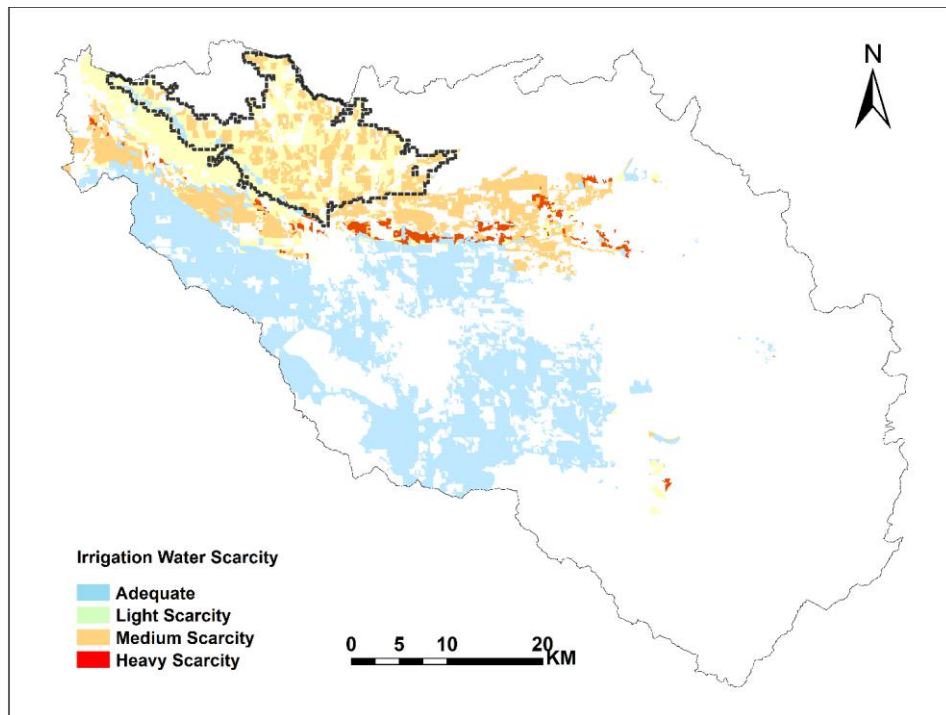 N
Irrigation Water Scarcity
Adequate
Light Scarcity
Medium Scarcity
Heavy Scarcity
0 5 10 20
KM